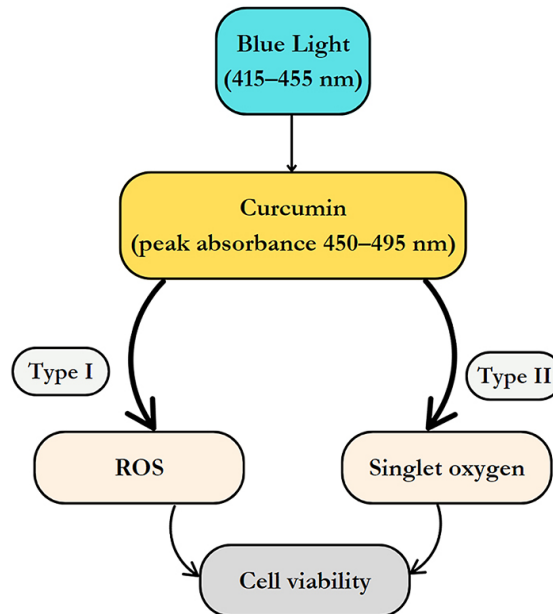 Blue Light
(415–455 nm)
Curcumin
(peak absorbance 450–495 nm)
Type I
Type II
ROS
Singlet oxygen
Cell viability